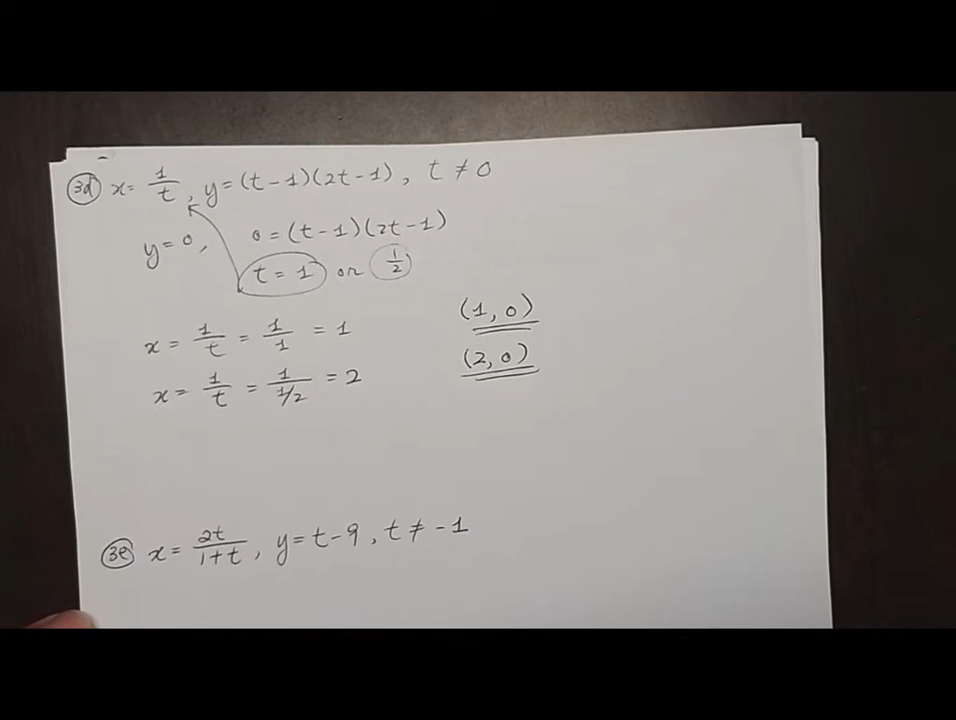 3d x = 1/t, y = (t - 1)(2t - 1), t ≠ 0
y = 0, 0 = (t - 1)(2t - 1)
t = 1 or 1/2
x = 1/t = 1/1 = 1
(1, 0)
x = 1/t = 1/1/2 = 2
(2, 0)
3e x = 2t/1+t, y = t - 9, t ≠ -1